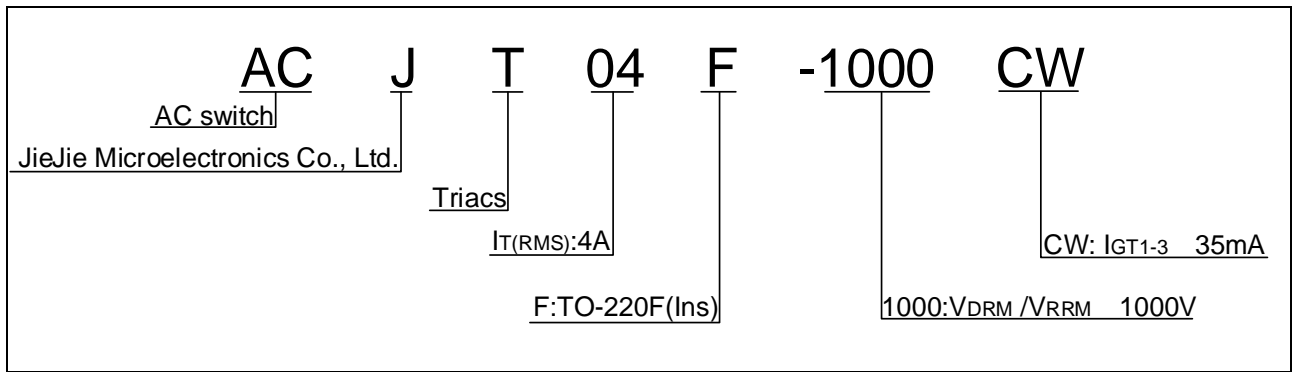 AC J T 04 F -1000 CW
AC switch
JieJie Microelectronics Co., Ltd.
Triacs
IT(RMS):4A
CW: IGT1-3 35mA
F:TO-220F(Ins)
1000:VDRM /VRRM 1000V